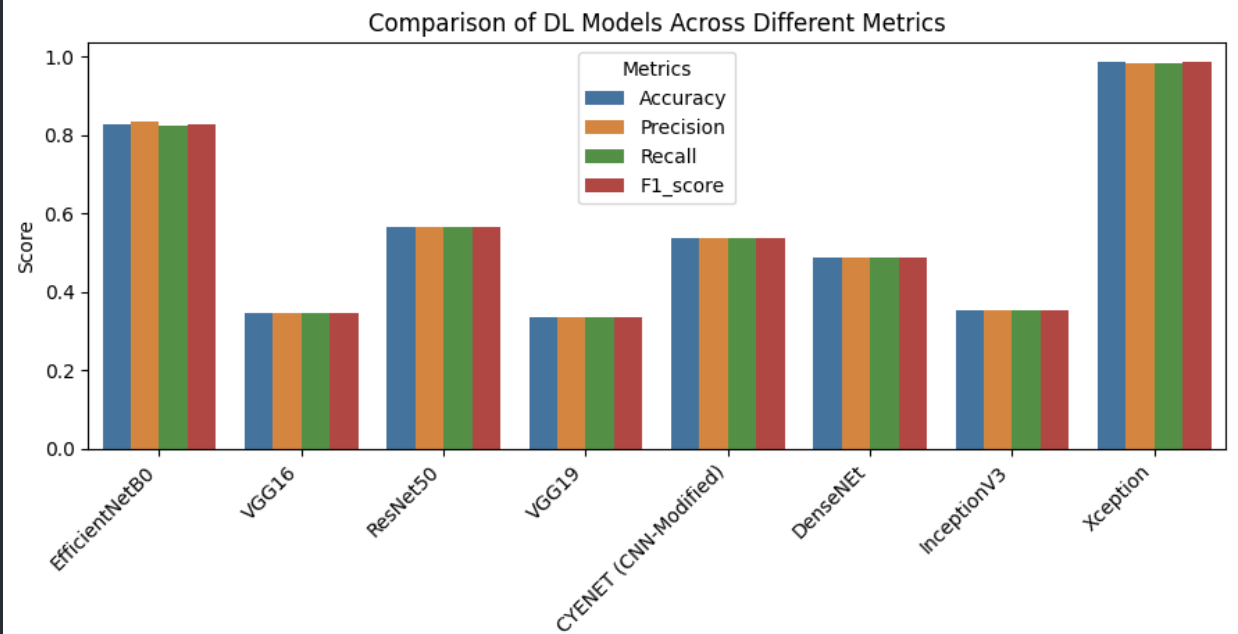 Comparison of DL Models Across Different Metrics
Metrics
Accuracy
Precision
Recall
F1_score
Score
1.0
0.8
0.6
0.4
0.2
0.0
EfficientNetB0
VGG16
ResNet50
VGG19
CYENET (CNN-Modified)
DenseNEt
InceptionV3
Xception